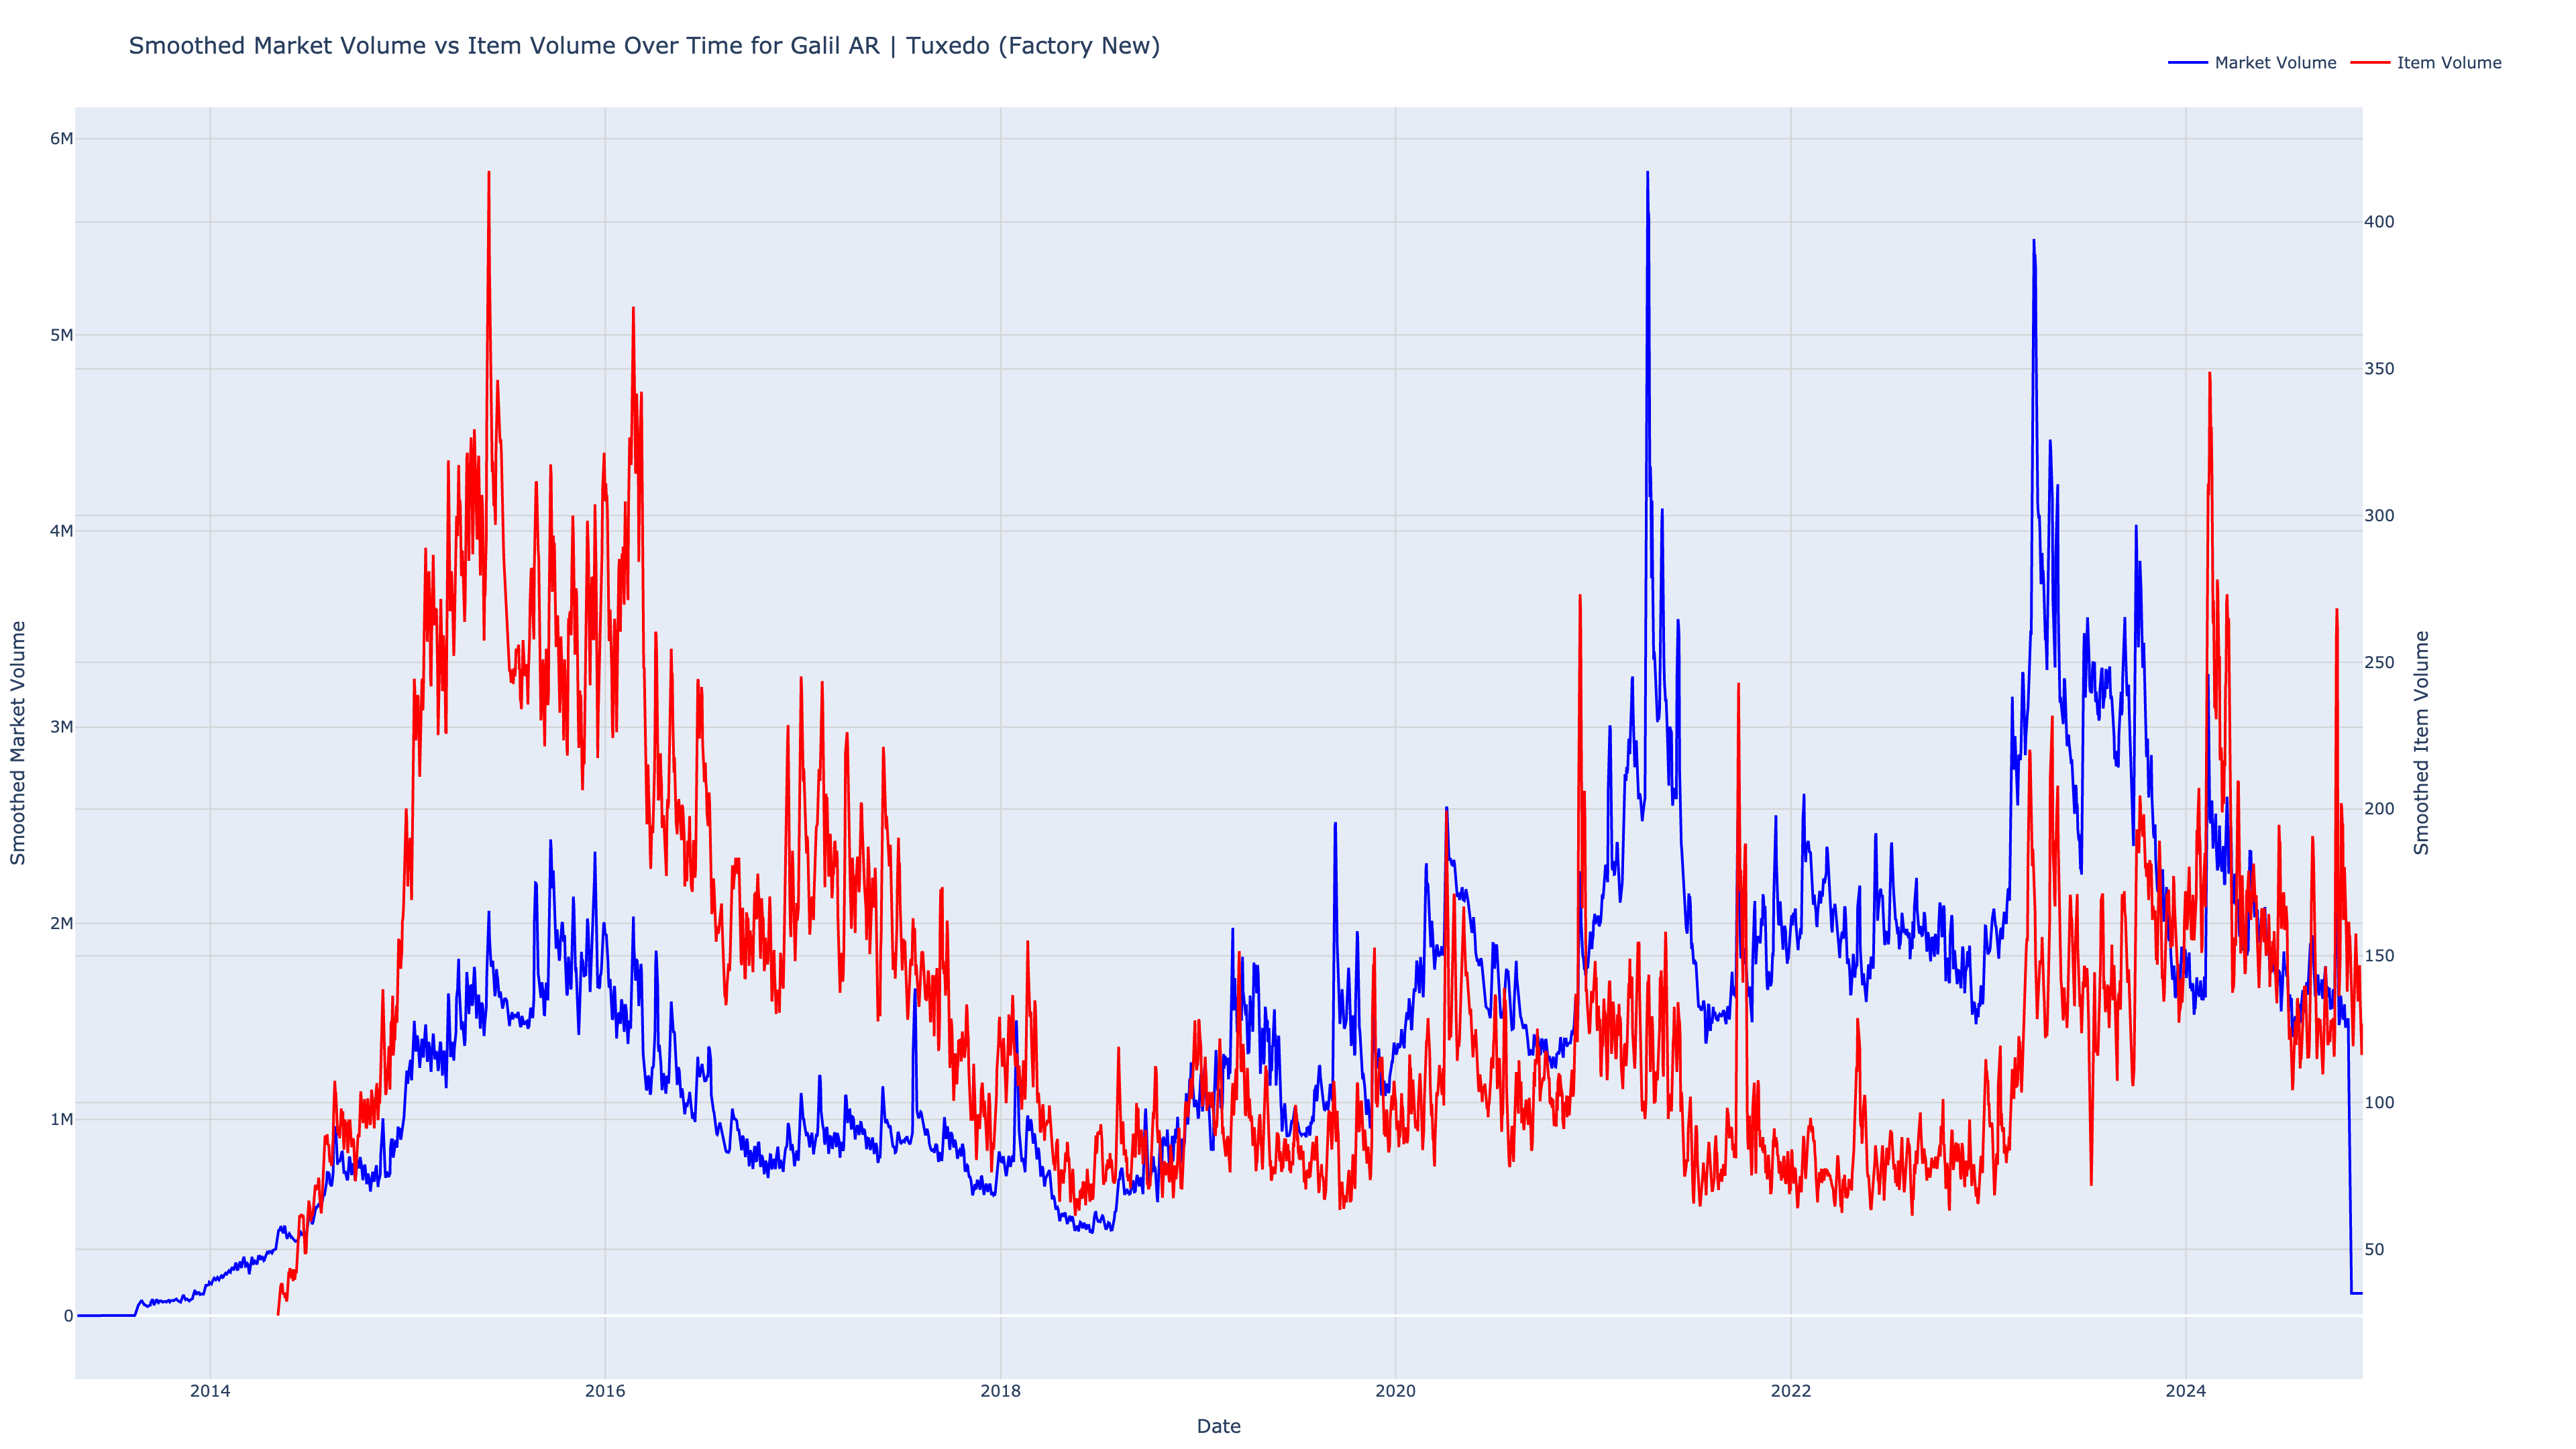 Smoothed Market Volume vs Item Volume Over Time for Galil AR | Tuxedo (Factory New)
Market Volume
Item Volume
6M
5M
4M
3M
2M
1M
0
Smoothed Market Volume
400
350
300
250
200
150
100
50
Smoothed Item Volume
2014
2016
2018
2020
2022
2024
Date